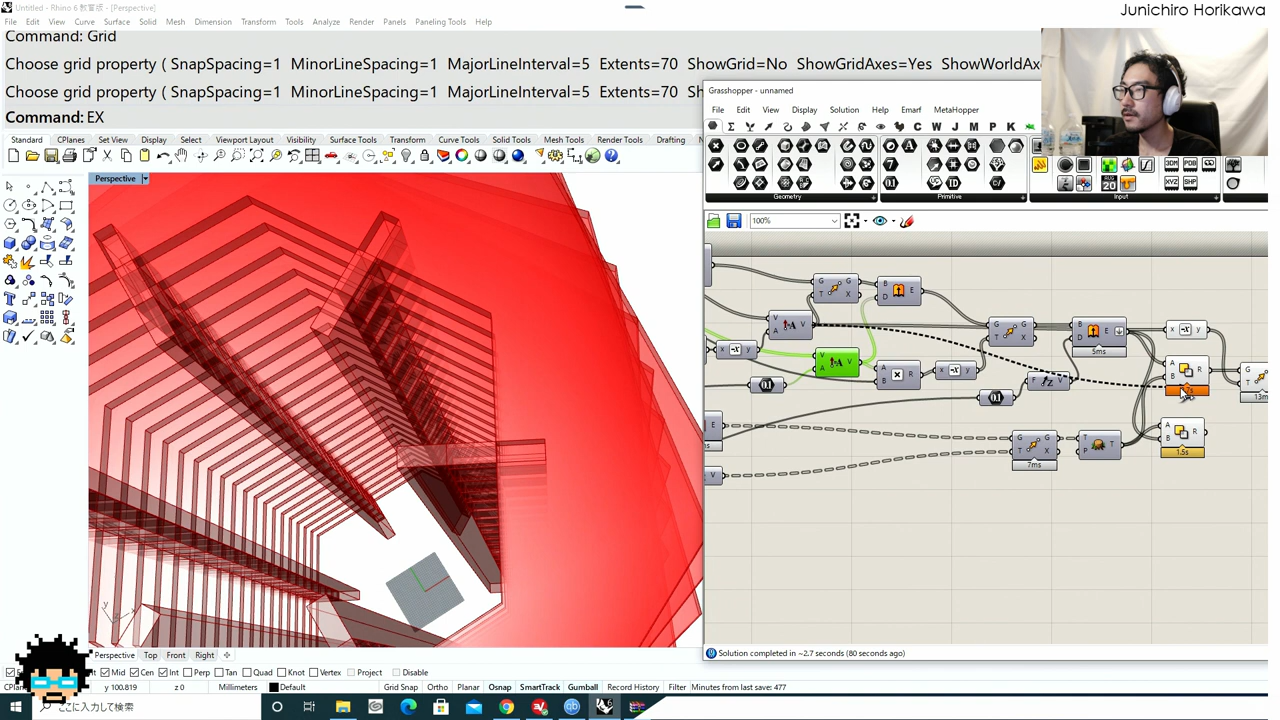 Untitled - Rhino 6 教育版 - [Perspective]
Junichiro Horikawa
File Edit View Curve Surface Solid Mesh Dimension Transform Tools Analyze Render Panels Paneling Tools Help
Command: Grid
Choose grid property ( SnapSpacing=1 MinorLineSpacing=1 MajorLineInterval=5 Extents=70 ShowGrid=No ShowGridAxes=Yes ShowWorldAx
Choose grid property ( SnapSpacing=1 MinorLineSpacing=1 MajorLineInterval=5 Extents=70 Sh
Command: EX
Standard CPlanes Set View Display Select Viewport Layout Visibility Transform Curve Tools Surface Tools Solid Tools Mesh Tools Render Tools Drafting
Perspective
Grasshopper - unnamed
File Edit View Display Solution Help Emarf MetaHopper
C W J M P K
Geometry Primitive Input
100%
G T G X
B D E
V A V
x y
G T G X
B D E
5ms
x y
V A V
A B R
0.1
A B R
x y
F V
0.1
G T
13m
E
G T G X
7ms
T P T
A B R
1.5s
V
Solution completed in ~2.7 seconds (80 seconds ago)
Perspective Top Front Right
Mid Cen Int Perp Tan Quad Knot Vertex Project Disable
CPlan y 100.819 z 0 Millimeters Default Grid Snap Ortho Planar Osnap SmartTrack Gumball Record History Filter Minutes from last save: 477
ここに入力して検索